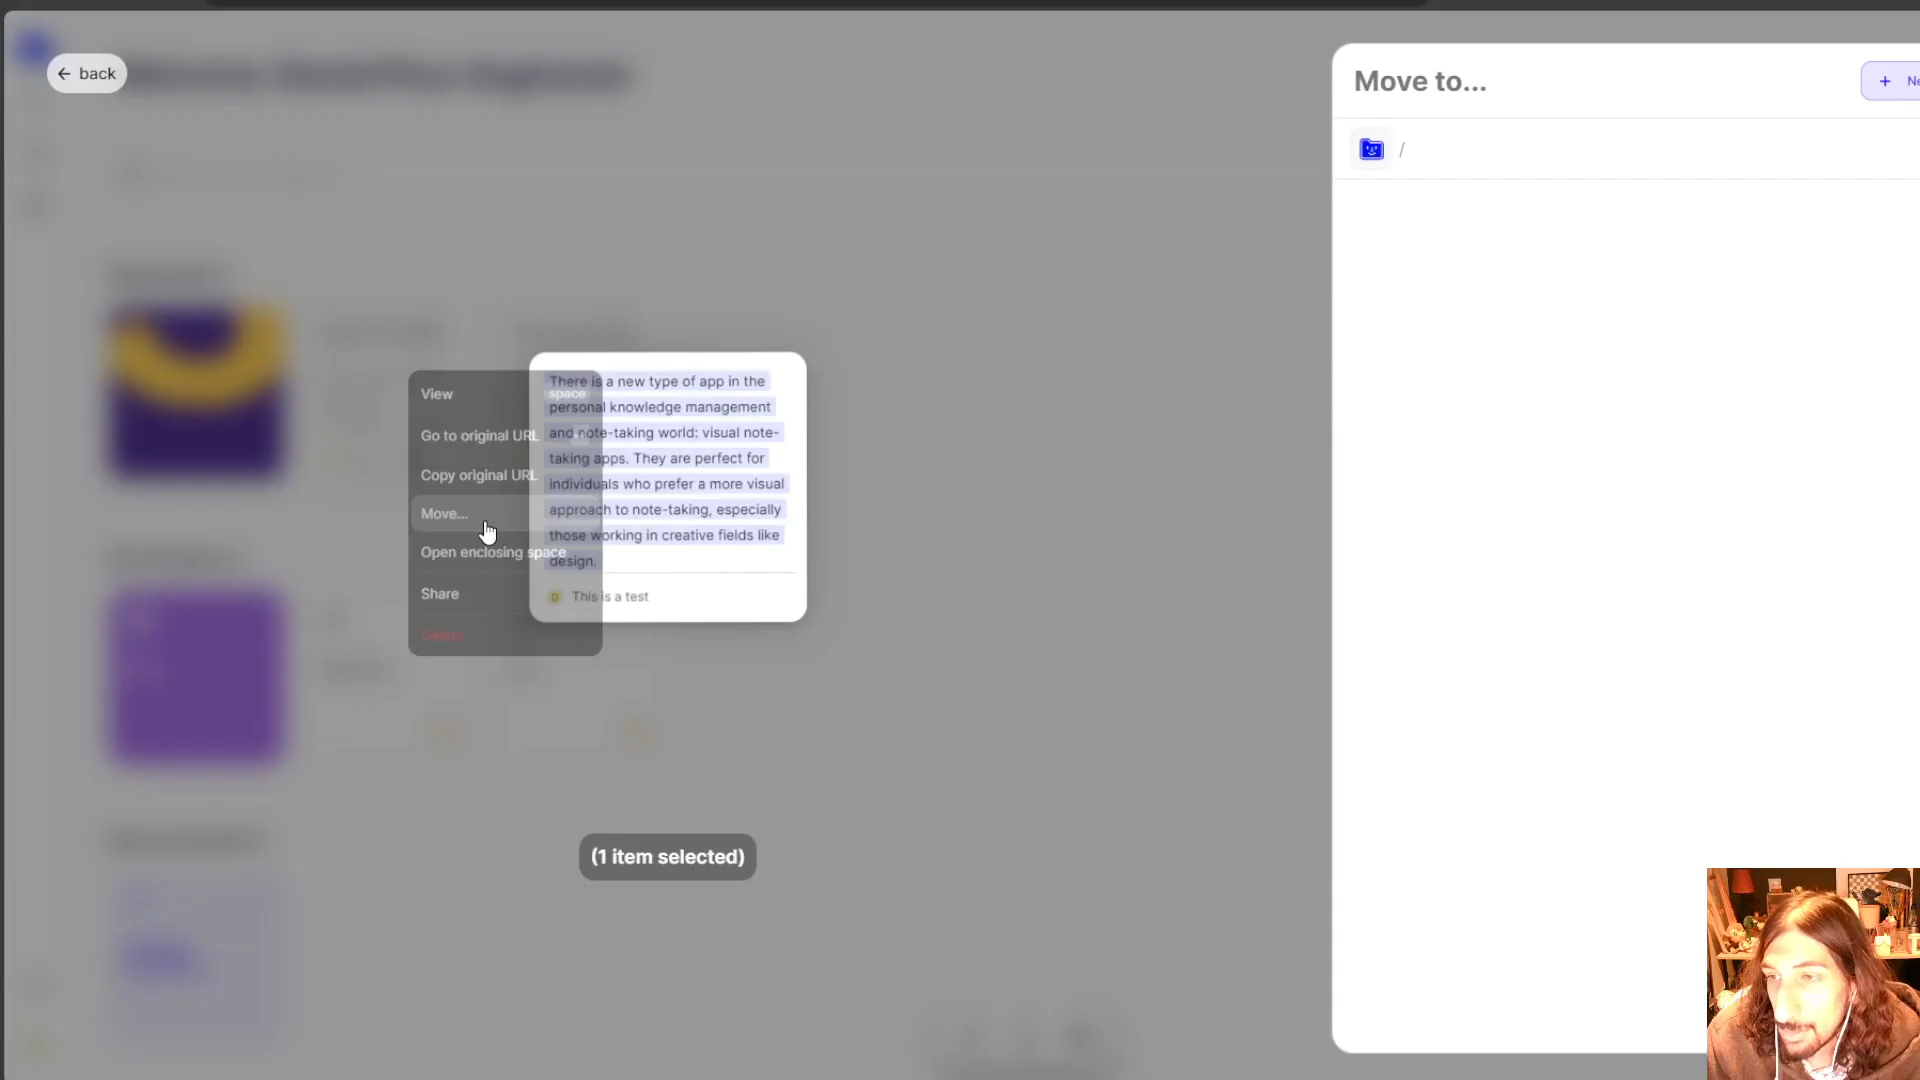 back
Move to...
+ Ne
/
View
Go to original URL
Copy original URL
Move...
Open enclosing space
Share
Delete
There is a new type of app in the
personal knowledge management
and note-taking world: visual note-
taking apps. They are perfect for
individuals who prefer a more visual
approach to note-taking, especially
those working in creative fields like
design.
D This is a test
(1 item selected)